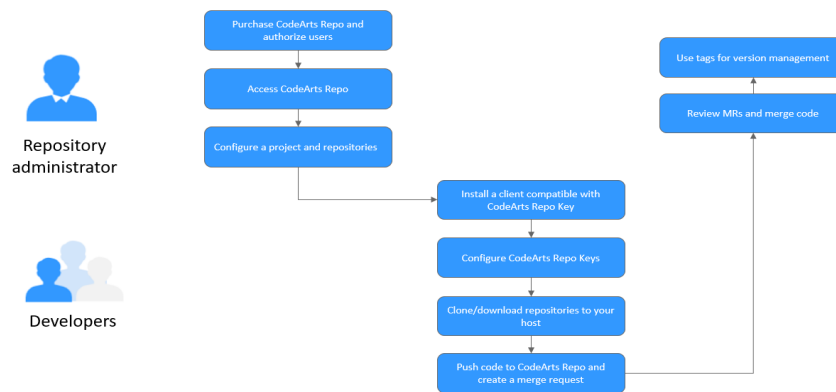 Purchase CodeArts Repo and
authorize users
Access CodeArts Repo
Configure a project and repositories
Repository
administrator
Use tags for version management
Review MRs and merge code
Install a client compatible with
CodeArts Repo Key
Configure CodeArts Repo Keys
Clone/download repositories to your
host
Push code to CodeArts Repo and
create a merge request
Developers